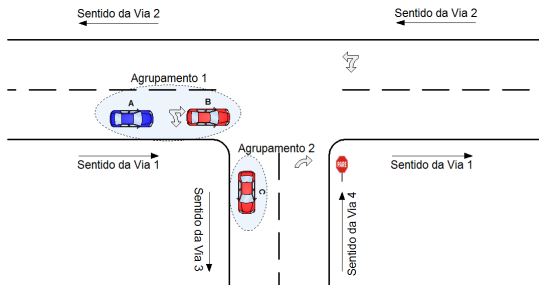 Sentido da Via 2
Sentido da Via 2
Agrupamento 1
A
B
Agrupamento 2
Sentido da Via 1
PARE
Sentido da Via 1
C
Sentido da Via 3
Sentido da Via 4